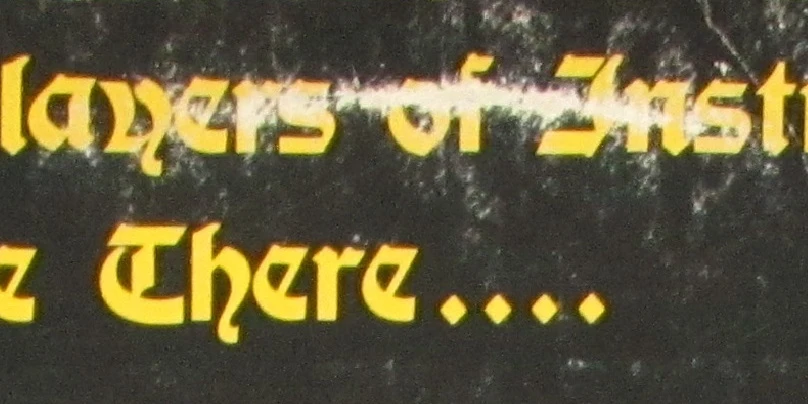 layers of Inst
e There....